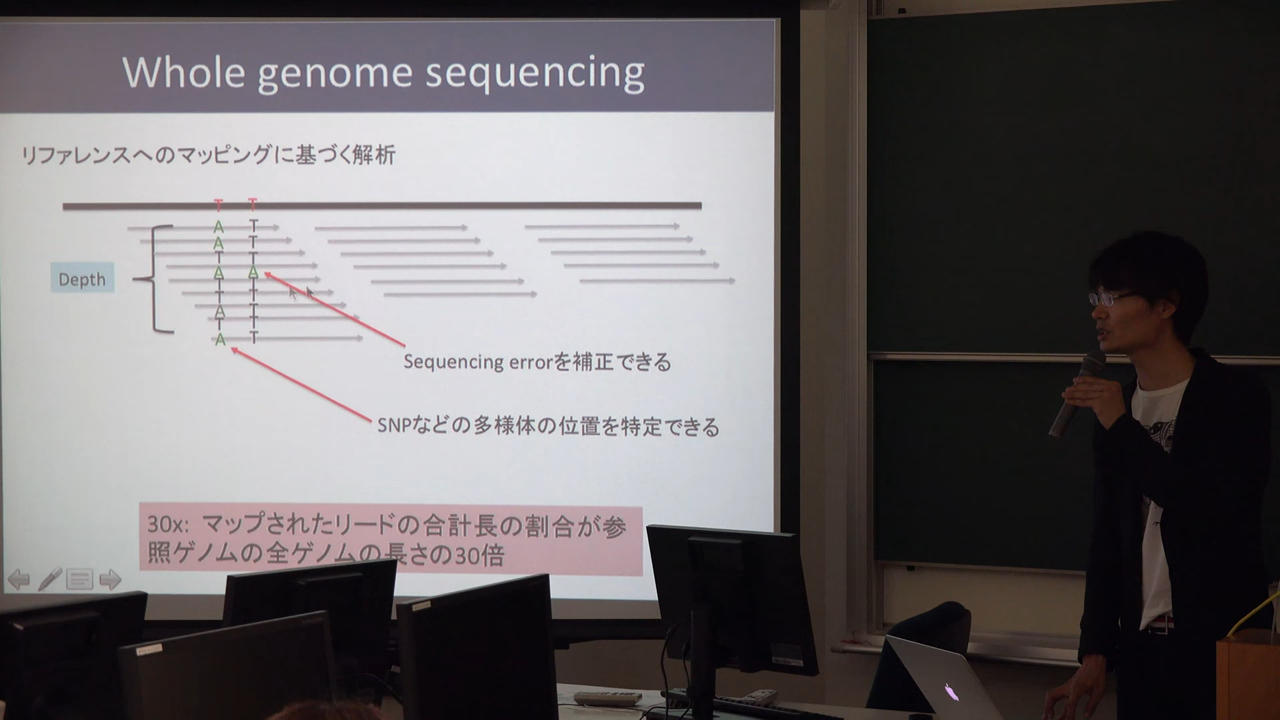 Whole genome sequencing
リファレンスへのマッピングに基づく解析
T T
A T
A T
T T
Depth
A A
T T
A T
T T
A T
Sequencing errorを補正できる
SNPなどの多様体の位置を特定できる
30x: マップされたリードの合計長の割合が参
照ゲノムの全ゲノムの長さの30倍